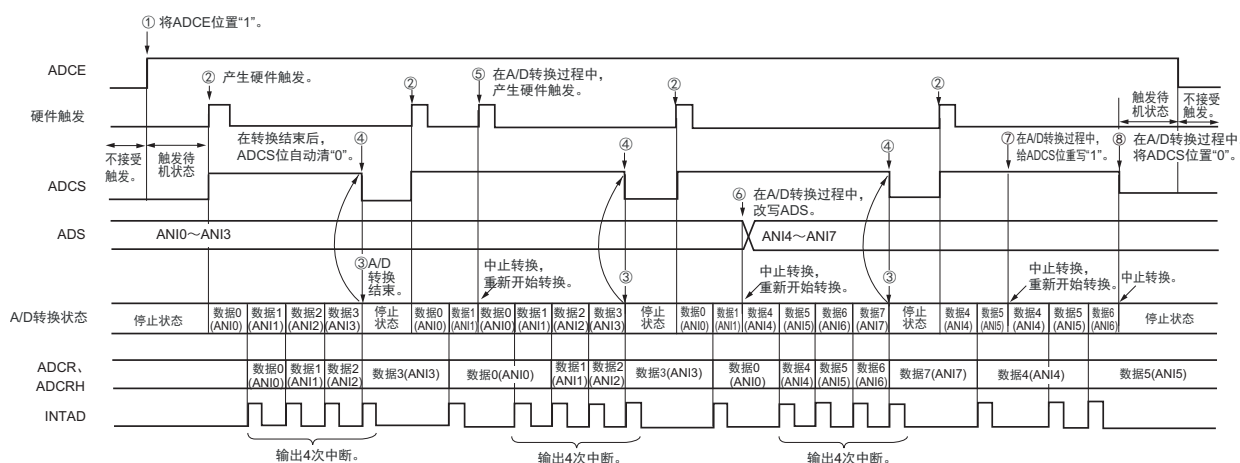 ① 将ADCE位置“1”。
ADCE
② 产生硬件触发。
②
⑤ 在A/D转换过程中，
产生硬件触发。
②
②
触发待
机状态
不接受
触发。
硬件触发
不接受
触发。
触发待
机状态
在转换结束后，
ADCS位自动清“0”。
④
④
④
⑦在A/D转换过程中，
给ADCS位重写“1”。
⑧ 在A/D转换过程中
将ADCS位置“0”。
ADCS
⑥ 在A/D转换过程中，
改写ADS。
ADS
ANI0～ANI3
ANI4～ANI7
③A/D
转换
结束。
中止转换，
重新开始转换。
③
中止转换，
重新开始转换。
③
中止转换，
重新开始转换。
中止转换。
A/D转换状态
停止状态
数据0
(ANI0)
数据1
(ANI1)
数据2
(ANI2)
数据3
(ANI3)
停止
状态
数据0
(ANI0)
数据1
(ANI1)
数据0
(ANI0)
数据1
(ANI1)
数据2
(ANI2)
数据3
(ANI3)
停止
状态
数据0
(ANI0)
数据1
(ANI1)
数据4
(ANI4)
数据5
(ANI5)
数据6
(ANI6)
数据7
(ANI7)
停止
状态
数据4
(ANI4)
数据5
(ANI5)
数据4
(ANI4)
数据5
(ANI5)
数据6
(ANI6)
停止状态
ADCR、
ADCRH
数据0
(ANI0)
数据1
(ANI1)
数据2
(ANI2)
数据3(ANI3)
数据0(ANI0)
数据1
(ANI1)
数据2
(ANI2)
数据3(ANI3)
数据0
(ANI0)
数据4
(ANI4)
数据5
(ANI5)
数据6
(ANI6)
数据7(ANI7)
数据4(ANI4)
数据5(ANI5)
INTAD
输出4次中断。
输出4次中断。
输出4次中断。